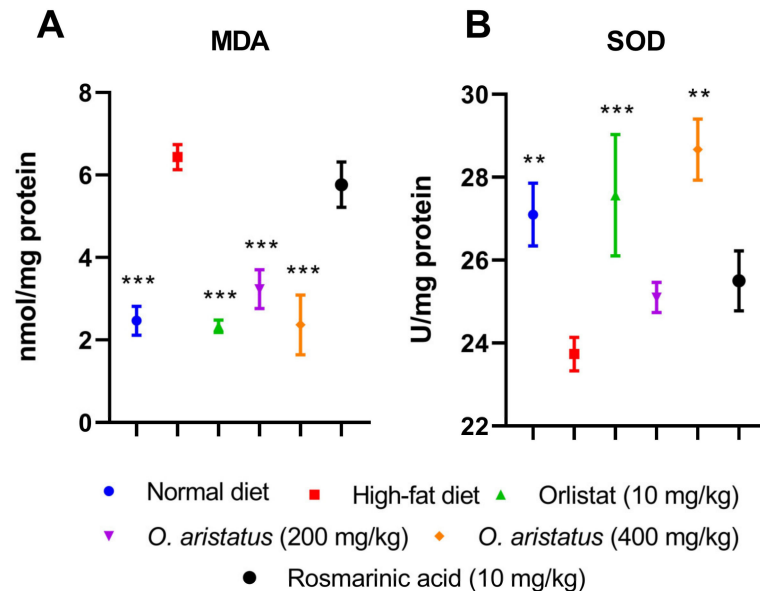 A
MDA
nmol/mg protein
8
6
4
2
0
***
***
***
***
B
SOD
U/mg protein
30
28
26
24
22
**
***
**
Normal diet
High-fat diet
Orlistat (10 mg/kg)
O. aristatus (200 mg/kg)
O. aristatus (400 mg/kg)
Rosmarinic acid (10 mg/kg)